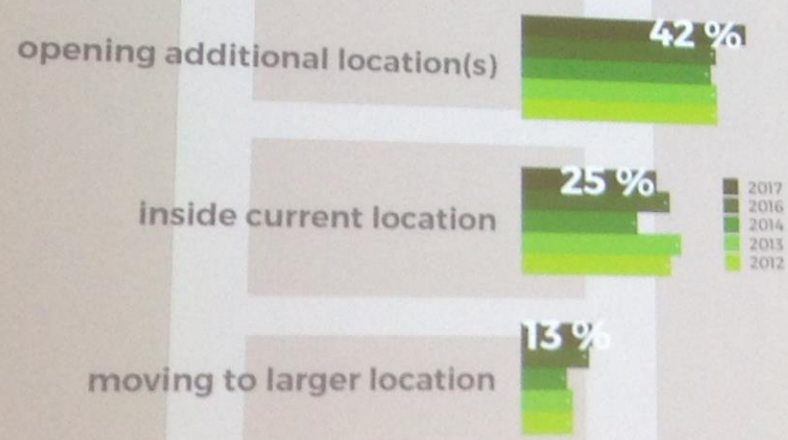 opening additional location(s)
42 %
inside current location
25 %
2017
2016
2014
2013
2012
moving to larger location
13 %